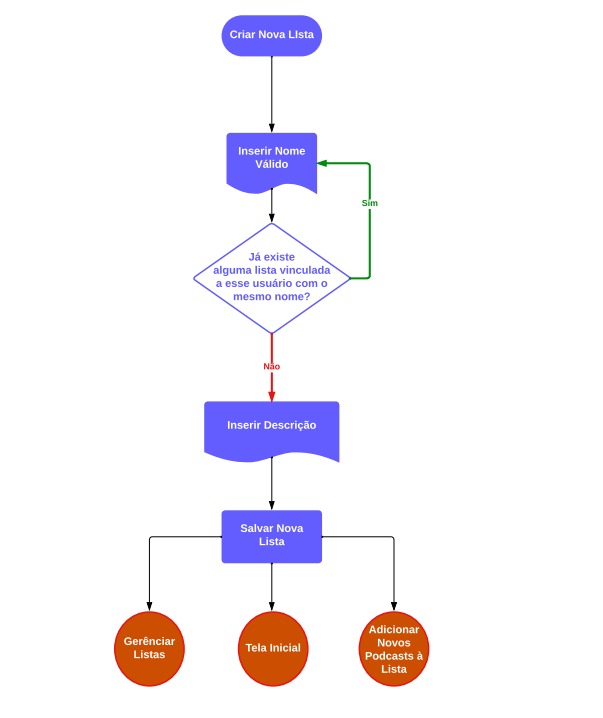 Criar Nova LIsta
Inserir Nome
Válido
Sim
Já existe
alguma lista vinculada
a esse usuário com o
mesmo nome?
Não
Inserir Descrição
Salvar Nova
Lista
Gerênciar
Listas
Tela Inicial
Adicionar
Novos
Podcasts à
Lista